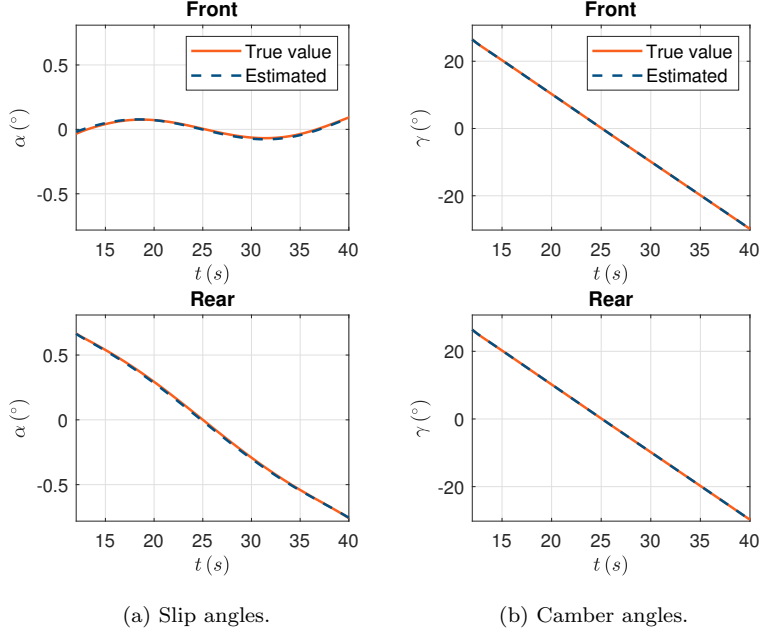 Front
0.5
0
-0.5
α (°)
True value
Estimated
15 20 25 30 35 40
t (s)
Front
20
0
-20
γ (°)
True value
Estimated
15 20 25 30 35 40
t (s)
Rear
0.5
0
-0.5
α (°)
15 20 25 30 35 40
t (s)
Rear
20
0
-20
γ (°)
15 20 25 30 35 40
t (s)
(a) Slip angles.
(b) Camber angles.